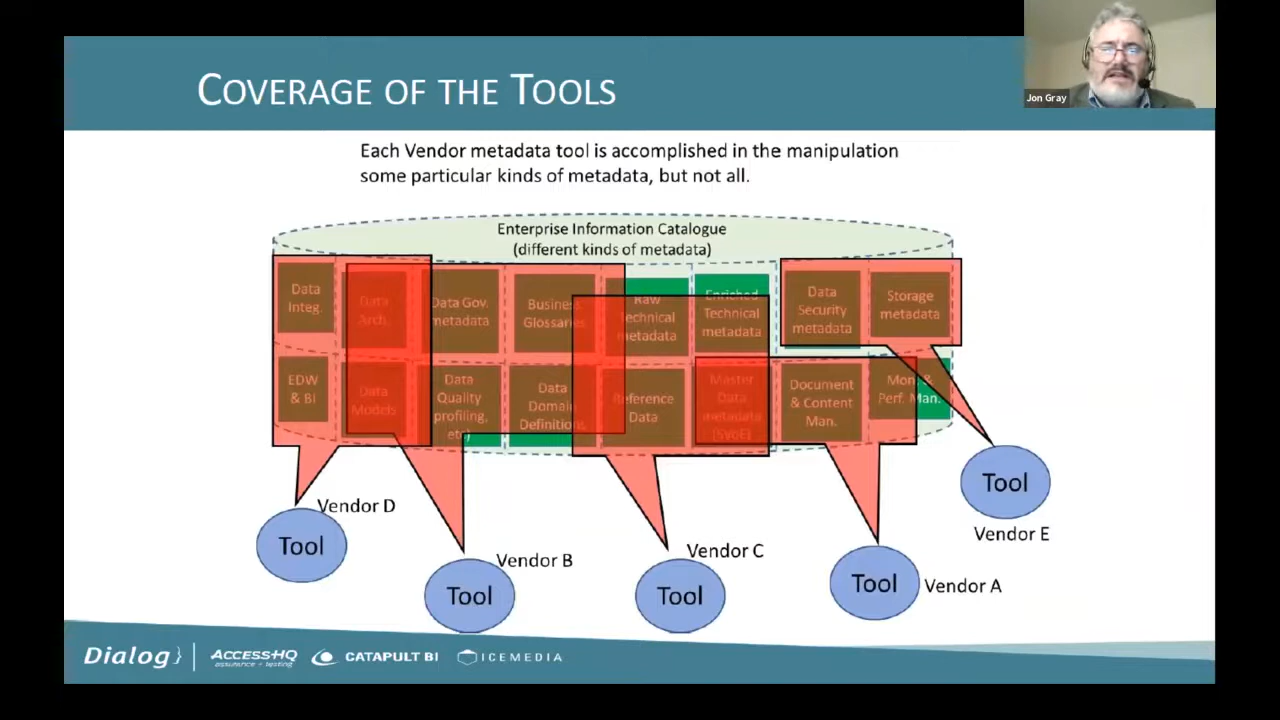 COVERAGE OF THE TOOLS
Jon Gray
Each Vendor metadata tool is accomplished in the manipulation
some particular kinds of metadata, but not all.
Enterprise Information Catalogue
(different kinds of metadata)
Data
Integ.
Data
Arch.
Data Gov.
metadata
Business
Glossaries
Raw
Technical
metadata
Enriched
Technical
metadata
Data
Security
metadata
Storage
metadata
EDW
& BI
Data
Models
Data
Quality
profiling,
etc)
Data
Domain
Definitions
Reference
Data
Master
Data
metadata
(SVoE)
Document
& Content
Man.
Mon. &
Perf. Man.
Vendor D
Tool
Vendor B
Tool
Vendor C
Tool
Tool
Vendor A
Tool
Vendor E
Dialog}
ACCESSHQ
assurance + testing
CATAPULT BI
ICEMEDIA